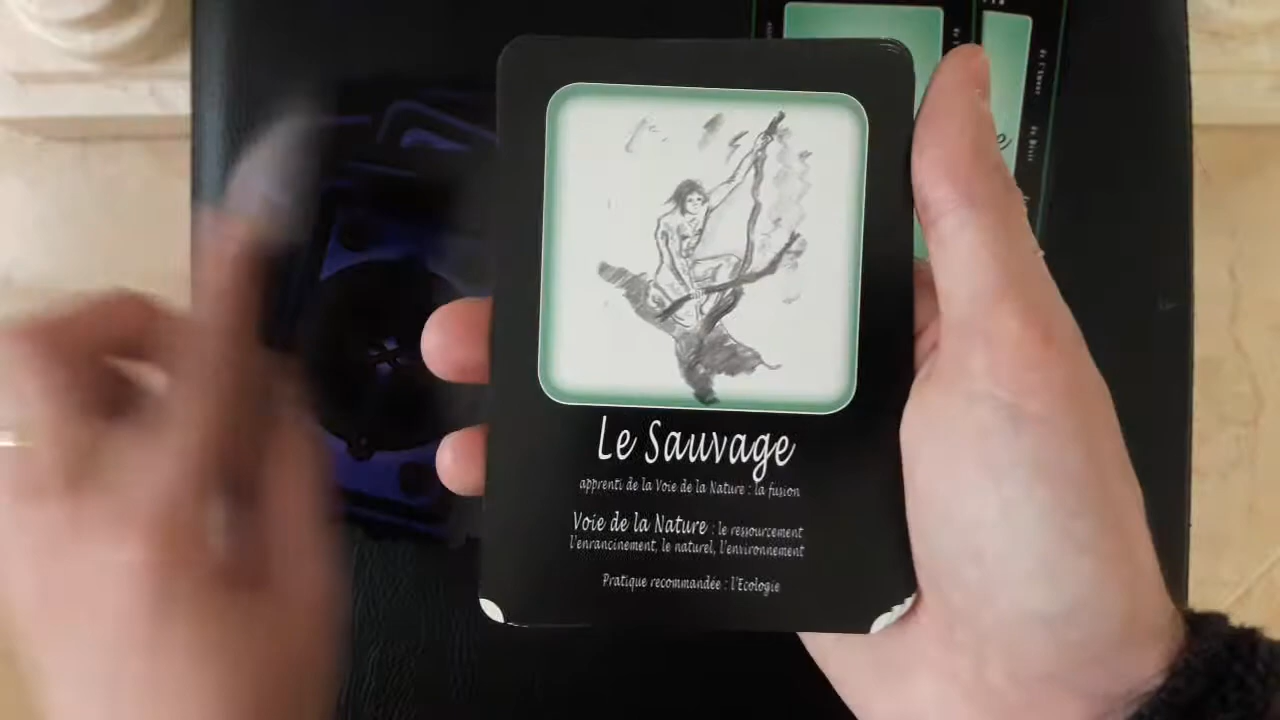 Le Sauvage
apprenti de la Voie de la Nature : la fusion
Voie de la Nature : le ressourcement
l'enrancinement, le naturel, l'environnement
Pratique recommandée : l'Ecologie